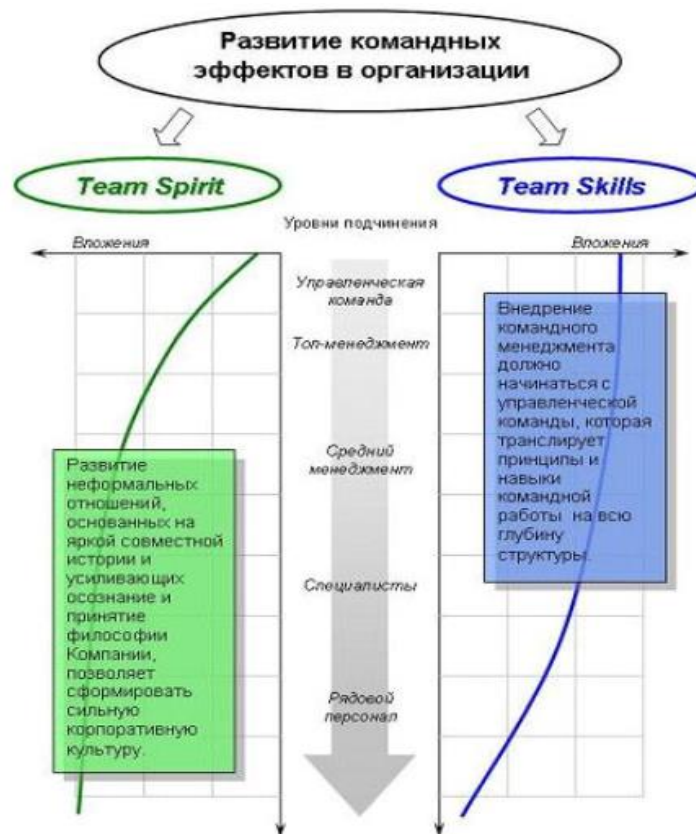 Развитие командных
эффектов в организации
Team Spirit
Team Skills
Уровни подчинения
Вложения
Вложения
Управленческая
команда
Топ-менеджмент
Средний
менеджмент
Специалисты
Рядовой
персонал
Развитие
неформальных
отношений,
основанных на
яркой совместной
истории и
усиливающих
осознание и
принятие
философии
Компании,
позволяет
сформировать
сильную
корпоративную
культуру.
Внедрение
командного
менеджмента
должно
начинаться с
управленческой
команды, которая
транслирует
принципы и
навыки
командной
работы на всю
глубину
структуры.